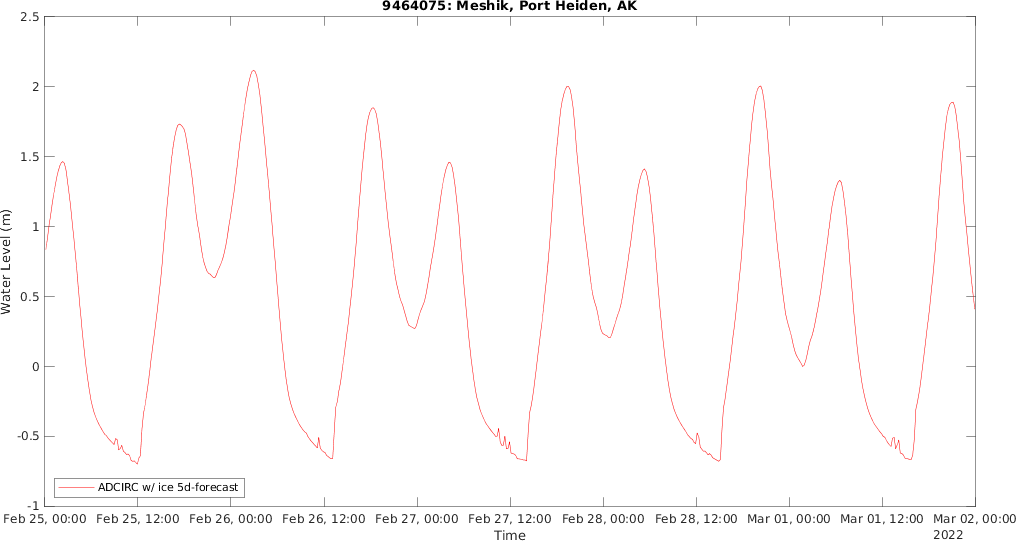 9464075: Meshik, Port Heiden, AK
2.5
2
1.5
1
0.5
0
-0.5
-1
Water Level (m)
ADCIRC w/ ice 5d-forecast
Feb 25, 00:00 Feb 25, 12:00 Feb 26, 00:00 Feb 26, 12:00 Feb 27, 00:00 Feb 27, 12:00 Feb 28, 00:00 Feb 28, 12:00 Mar 01, 00:00 Mar 01, 12:00 Mar 02, 00:00
Time
2022